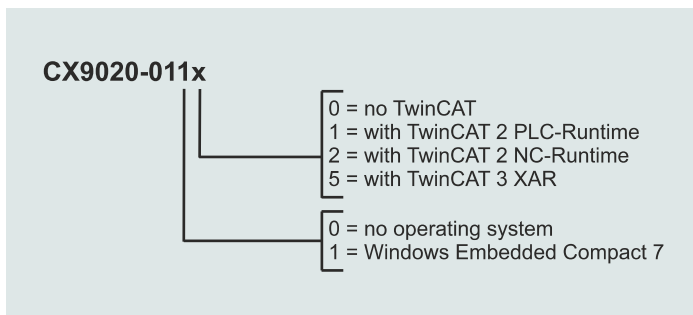 CX9020-011x
0 = no TwinCAT
1 = with TwinCAT 2 PLC-Runtime
2 = with TwinCAT 2 NC-Runtime
5 = with TwinCAT 3 XAR
0 = no operating system
1 = Windows Embedded Compact 7